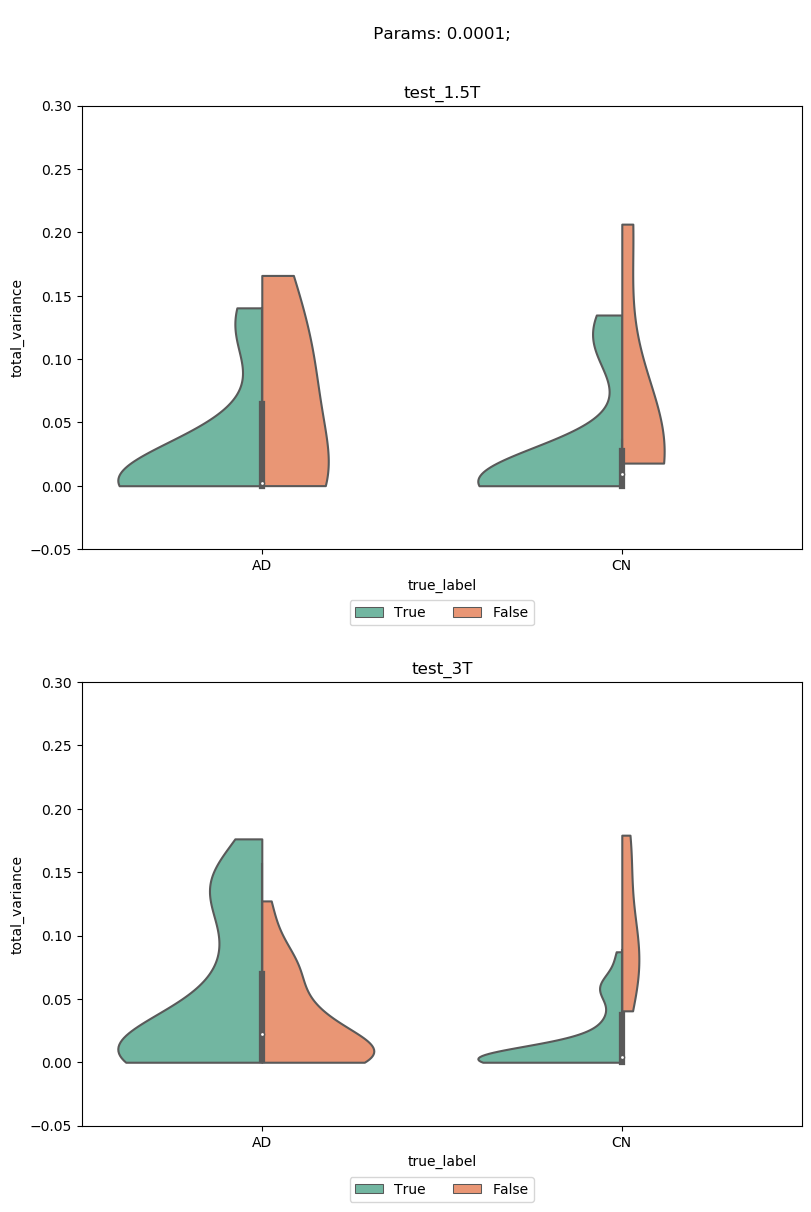 Params: 0.0001;
test_1.5T
0.30
0.25
0.20
0.15
0.10
0.05
0.00
−0.05
total_variance
AD CN
true_label
True False
test_3T
0.30
0.25
0.20
0.15
0.10
0.05
0.00
−0.05
total_variance
AD CN
true_label
True False